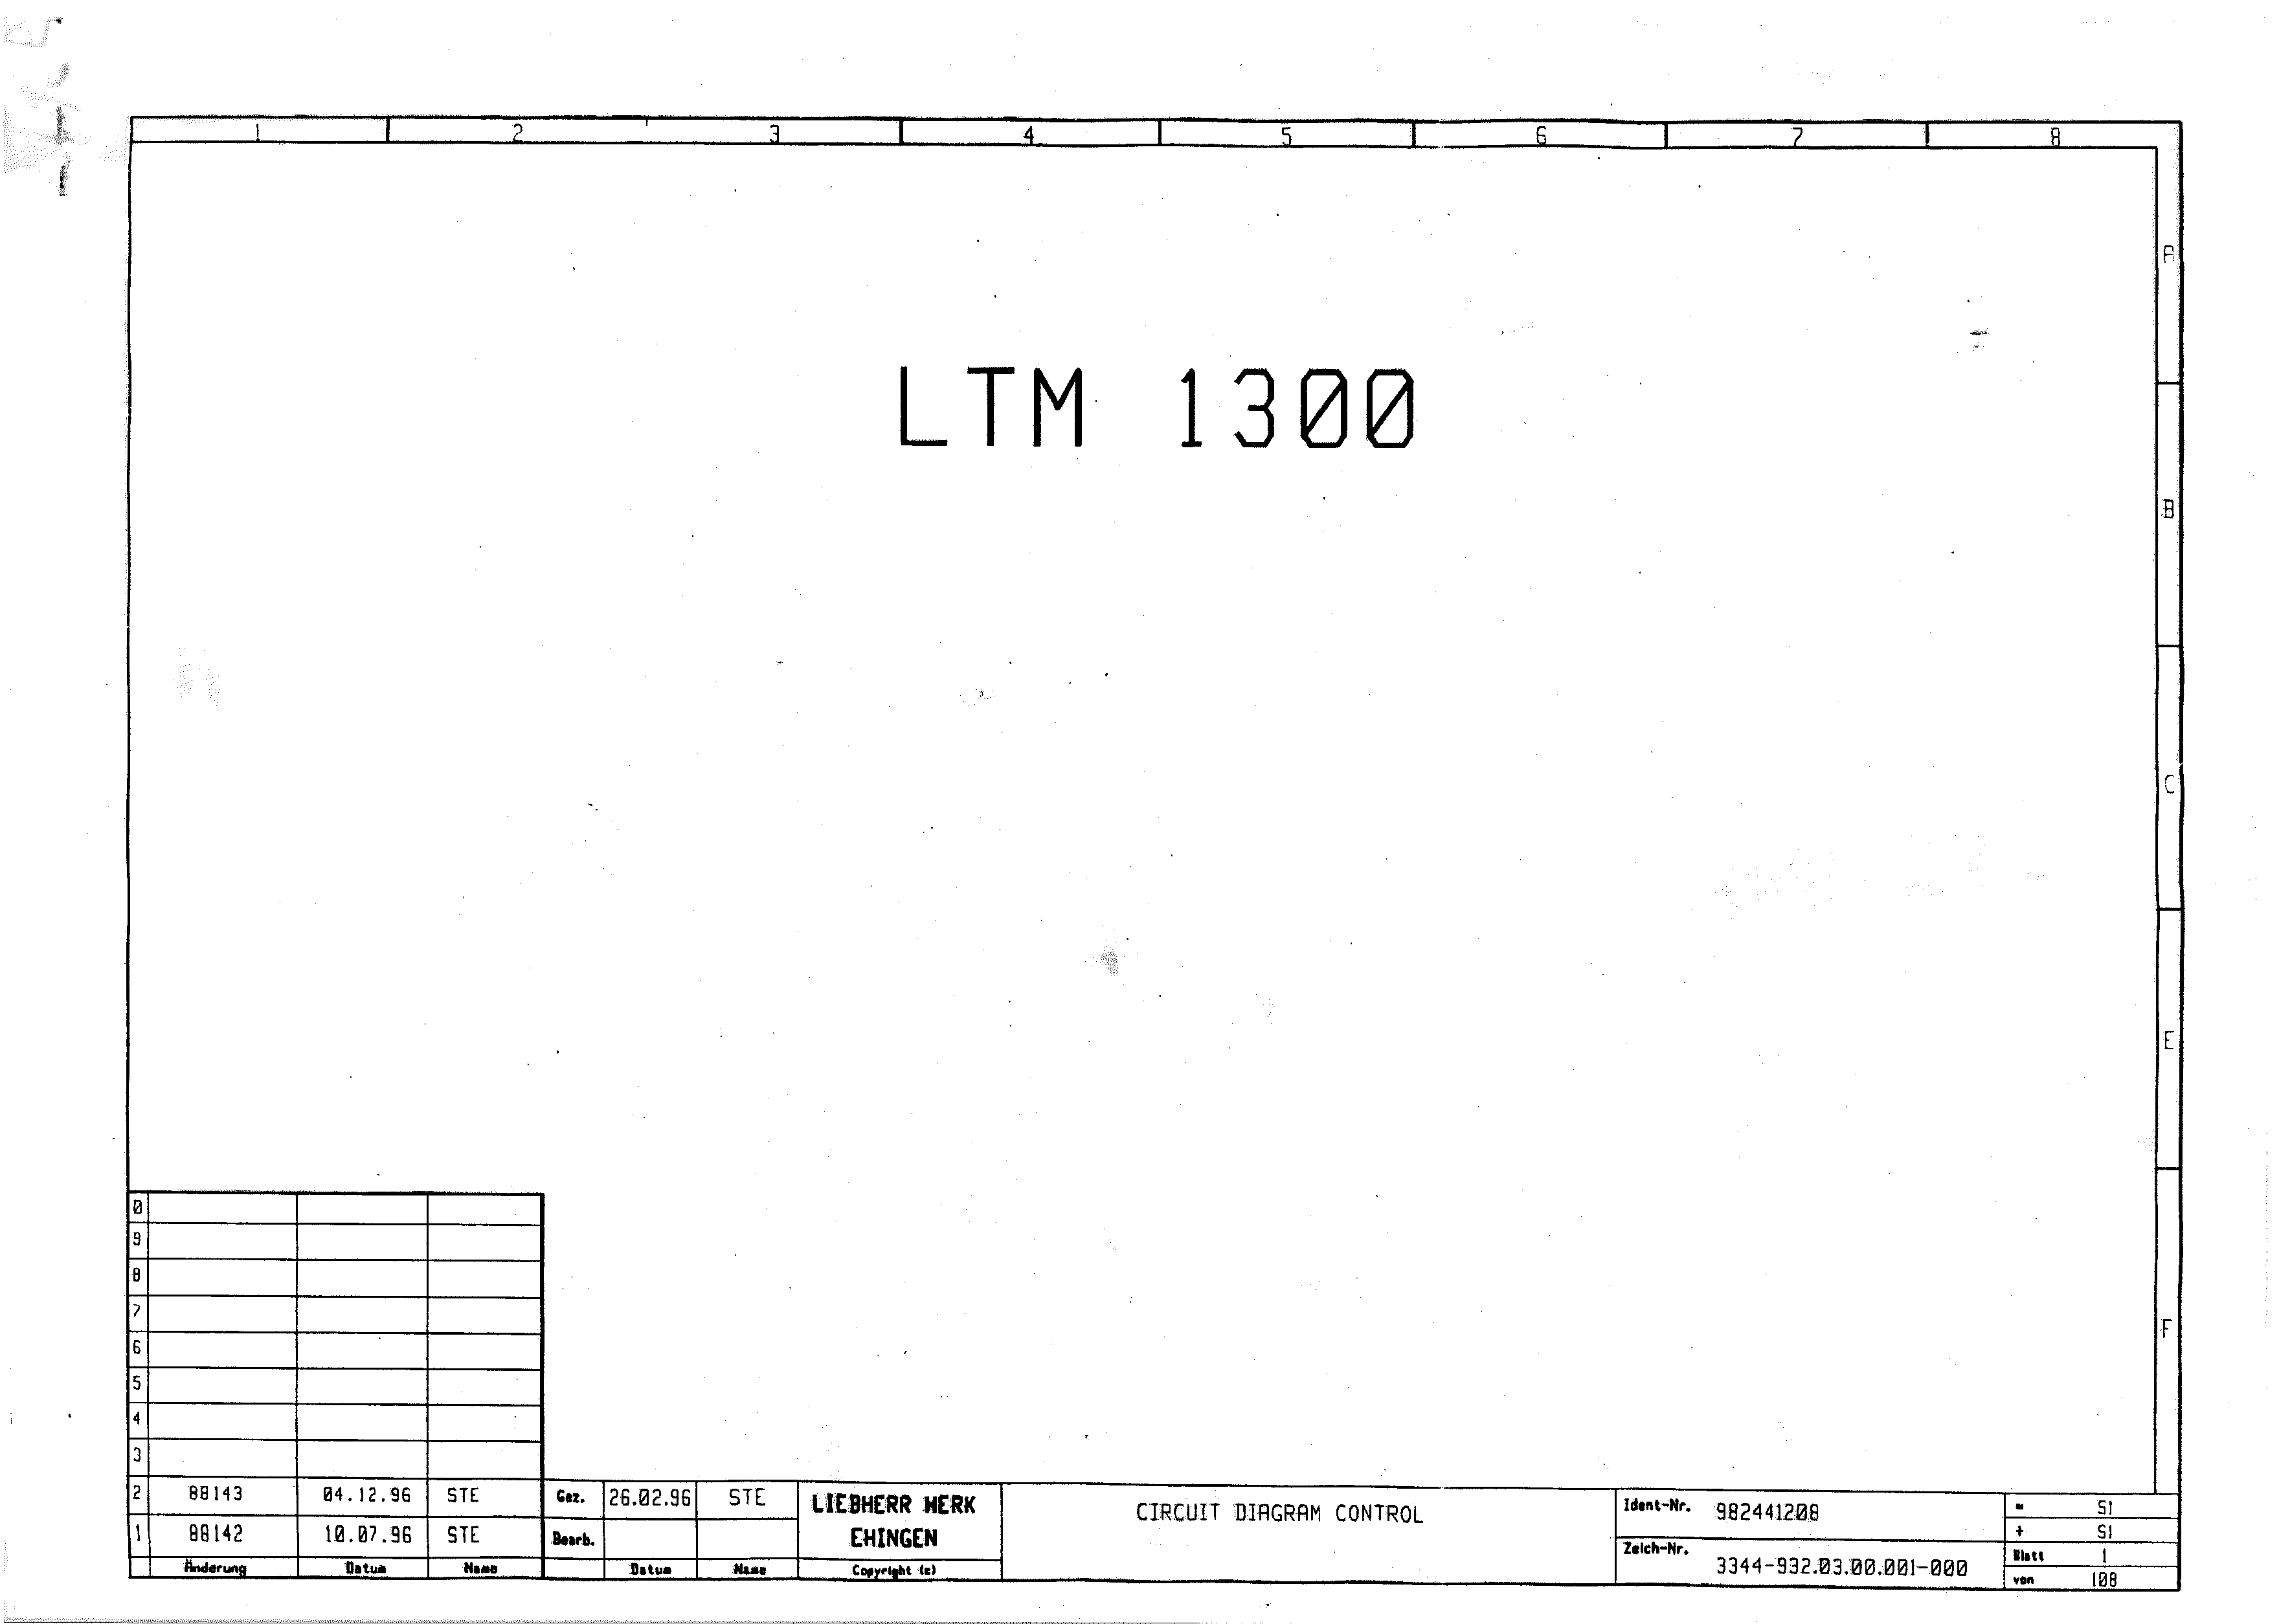 1 2 3 4 5 6 7 8
A
LTM 1300
B
C
E
F
0
9
8
7
6
5
4
3
2 88143 04.12.96 STE
1 88142 10.07.96 STE
Änderung Datum Name
Gez. 26.02.96 STE
Bearb.
Datum Name
LIEBHERR WERK
EHINGEN
Copyright (c)
CIRCUIT DIAGRAM CONTROL
Ident-Nr. 982441208
Zeich-Nr. 3344-932.03.00.001-000
= S1
+ S1
Blatt 1
von 108